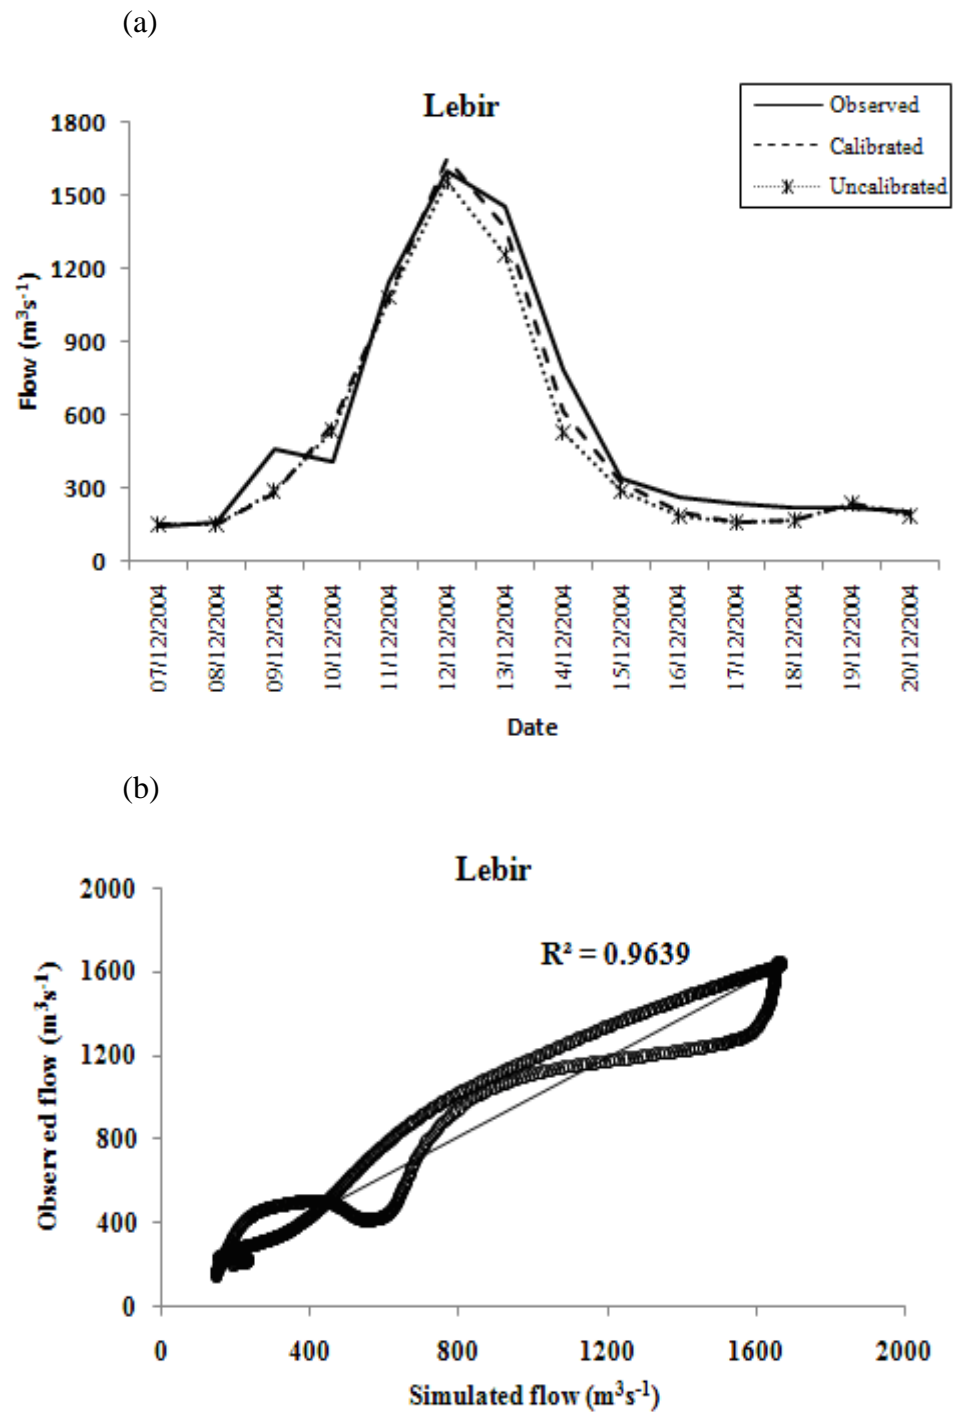 (a)
Lebir
Observed
Calibrated
Uncalibrated
1800
1500
1200
900
600
300
0
Flow (m³s⁻¹)
07/12/2004
08/12/2004
09/12/2004
10/12/2004
11/12/2004
12/12/2004
13/12/2004
14/12/2004
15/12/2004
16/12/2004
17/12/2004
18/12/2004
19/12/2004
20/12/2004
Date
(b)
Lebir
R² = 0.9639
2000
1600
1200
800
400
0
Observed flow (m³s⁻¹)
0 400 800 1200 1600 2000
Simulated flow (m³s⁻¹)